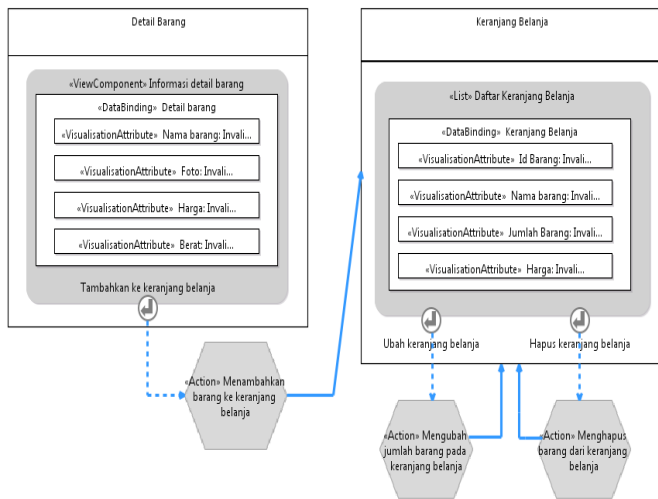 Detail Barang
«ViewComponent» Informasi detail barang
«DataBinding» Detail barang
«VisualisationAttribute» Nama barang: Invali...
«VisualisationAttribute» Foto: Invali...
«VisualisationAttribute» Harga: Invali...
«VisualisationAttribute» Berat: Invali...
Tambahkan ke keranjang belanja
«Action» Menambahkan
barang ke keranjang
belanja
Keranjang Belanja
«List» Daftar Keranjang Belanja
«DataBinding» Keranjang Belanja
«VisualisationAttribute» Id Barang: Invali...
«VisualisationAttribute» Nama barang: Invali...
«VisualisationAttribute» Jumlah Barang: Invali...
«VisualisationAttribute» Harga: Invali...
Ubah keranjang belanja
Hapus keranjang belanja
«Action» Mengubah
jumlah barang pada
keranjang belanja
«Action» Menghapus
barang dari keranjang
belanja